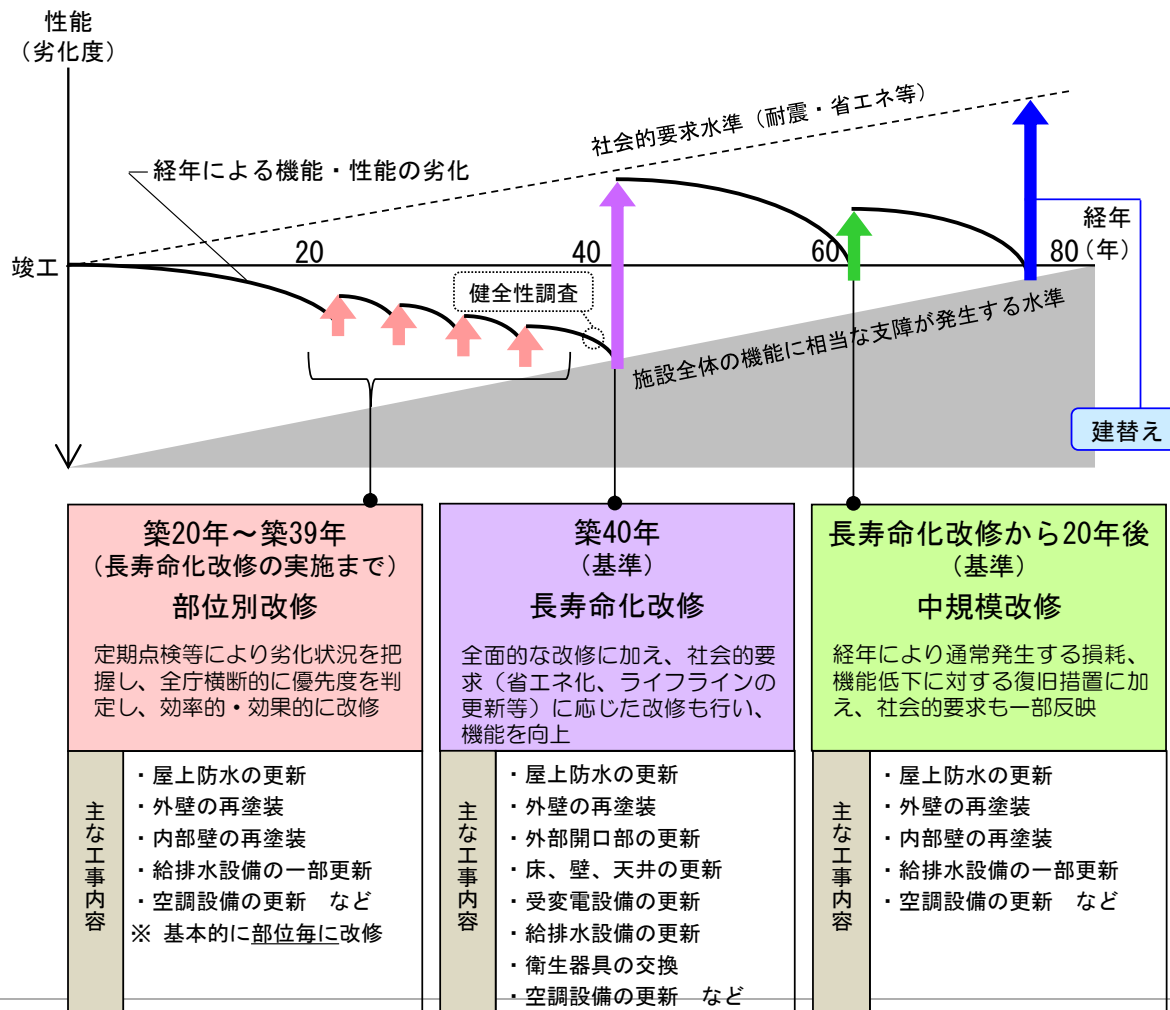 性能
（劣化度）
社会的要求水準（耐震・省エネ等）
経年による機能・性能の劣化
竣工
20
40
60
80
経年
（年）
健全性調査
施設全体の機能に相当な支障が発生する水準
建替え
築20年～築39年
（長寿命化改修の実施まで）
部位別改修
定期点検等により劣化状況を把
握し、全庁横断的に優先度を判
定し、効率的・効果的に改修
主な工事内容
・屋上防水の更新
・外壁の再塗装
・内部壁の再塗装
・給排水設備の一部更新
・空調設備の更新　など
※ 基本的に部位毎に改修
築40年
（基準）
長寿命化改修
全面的な改修に加え、社会的要
求（省エネ化、ライフラインの
更新等）に応じた改修も行い、
機能を向上
主な工事内容
・屋上防水の更新
・外壁の再塗装
・外部開口部の更新
・床、壁、天井の更新
・受変電設備の更新
・給排水設備の更新
・衛生器具の交換
・空調設備の更新　など
長寿命化改修から20年後
（基準）
中規模改修
経年により通常発生する損耗、
機能低下に対する復旧措置に加
え、社会的要求も一部反映
主な工事内容
・屋上防水の更新
・外壁の再塗装
・内部壁の再塗装
・給排水設備の一部更新
・空調設備の更新　など